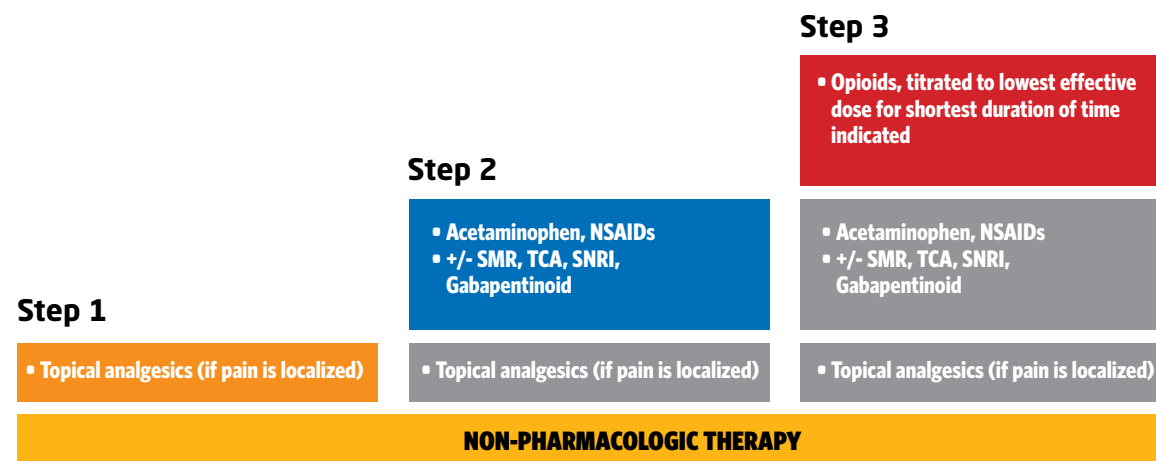 Step 1
• Topical analgesics (if pain is localized)
Step 2
• Acetaminophen, NSAIDs
• +/- SMR, TCA, SNRI,
Gabapentinoid
• Topical analgesics (if pain is localized)
Step 3
• Opioids, titrated to lowest effective
dose for shortest duration of time
indicated
• Acetaminophen, NSAIDs
• +/- SMR, TCA, SNRI,
Gabapentinoid
• Topical analgesics (if pain is localized)
NON-PHARMACOLOGIC THERAPY